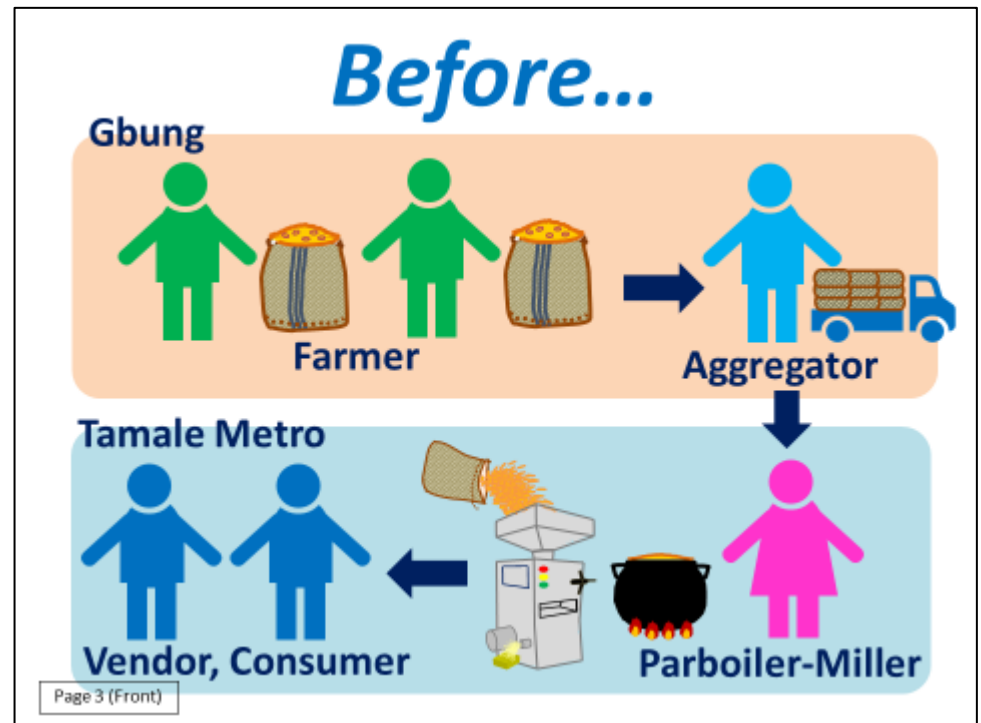 Before...
Gbung
Farmer
Aggregator
Tamale Metro
Vendor, Consumer
Parboiler-Miller
Page 3 (Front)